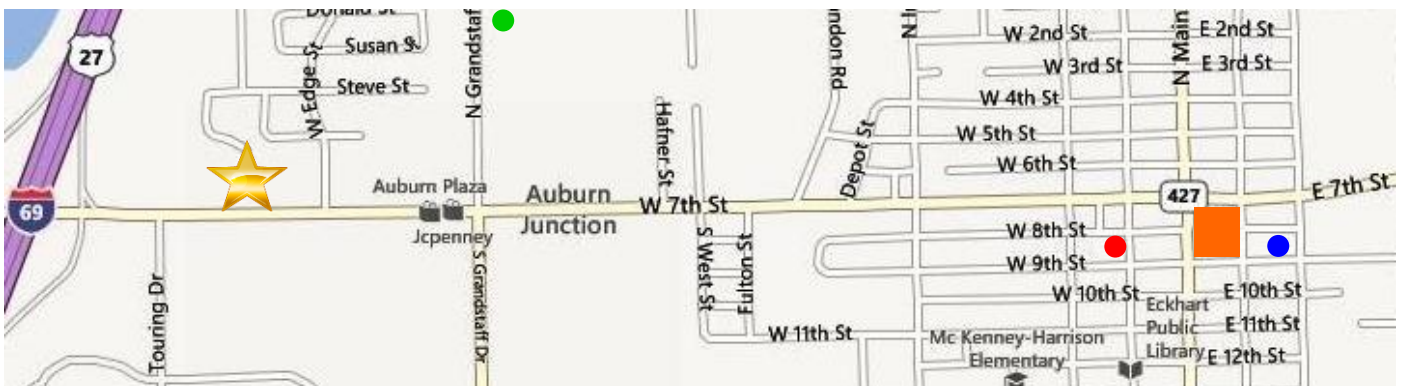 Donald St
Susan St
Steve St
W Edge St
27
69
N Grandstaf
Auburn Plaza
Jcpenney
Auburn
Junction
Touring Dr
S Grandstaff Dr
Hafner St
W 7th St
S West St
Fulton St
W 11th St
ndon Rd
Depot St
W 2nd St
W 3rd St
W 4th St
W 5th St
W 6th St
W 8th St
W 9th St
W 10th St
N Main
427
E 2nd St
E 3rd St
E 7th St
E 10th St
E 11th St
E 12th St
Eckhart
Public
Library
Mc Kenney-Harrison
Elementary